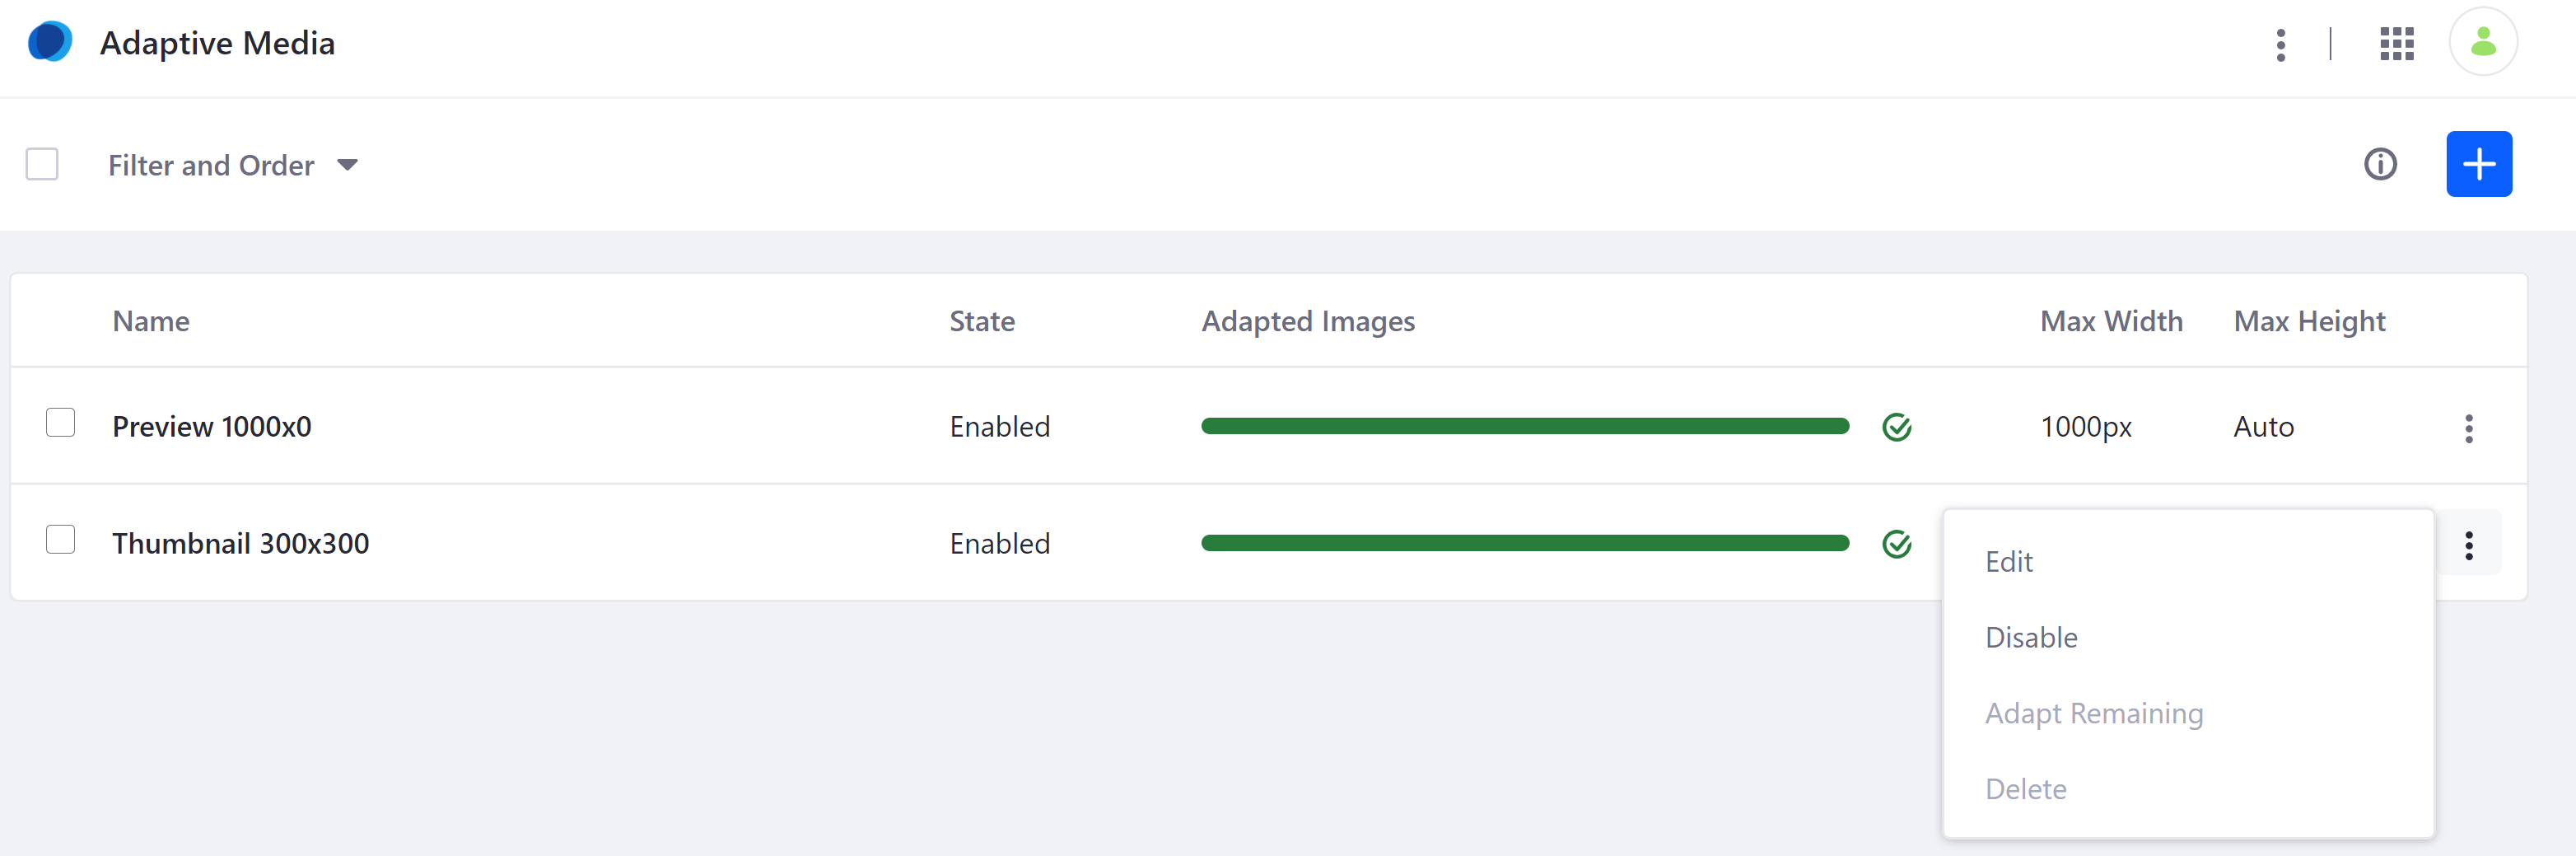 Adaptive Media
Filter and Order
Name State Adapted Images Max Width Max Height
Preview 1000x0 Enabled 1000px Auto
Thumbnail 300x300 Enabled
Edit
Disable
Adapt Remaining
Delete